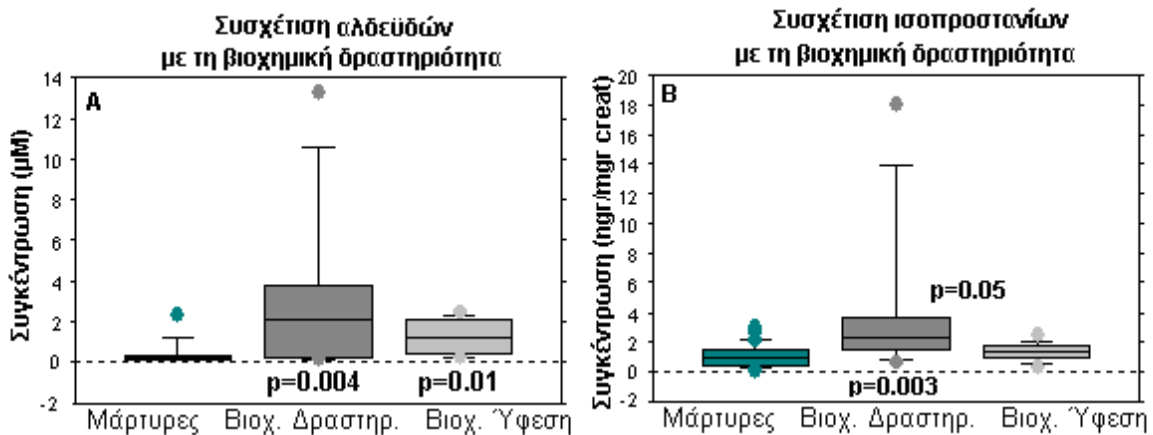 Συσχέτιση αλδεϋδών
με τη βιοχημική δραστηριότητα
Συγκέντρωση (μΜ)
14
12
10
8
6
4
2
0
-2
A
p=0.004
p=0.01
Μάρτυρες
Βιοχ. Δραστηρ.
Βιοχ. Ύφεση
Συσχέτιση ισοπροστανίων
με τη βιοχημική δραστηριότητα
Συγκέντρωση (ngr/mgr creat)
20
18
16
14
12
10
8
6
4
2
0
-2
B
p=0.05
p=0.003
Μάρτυρες
Βιοχ. Δραστηρ.
Βιοχ. Ύφεση